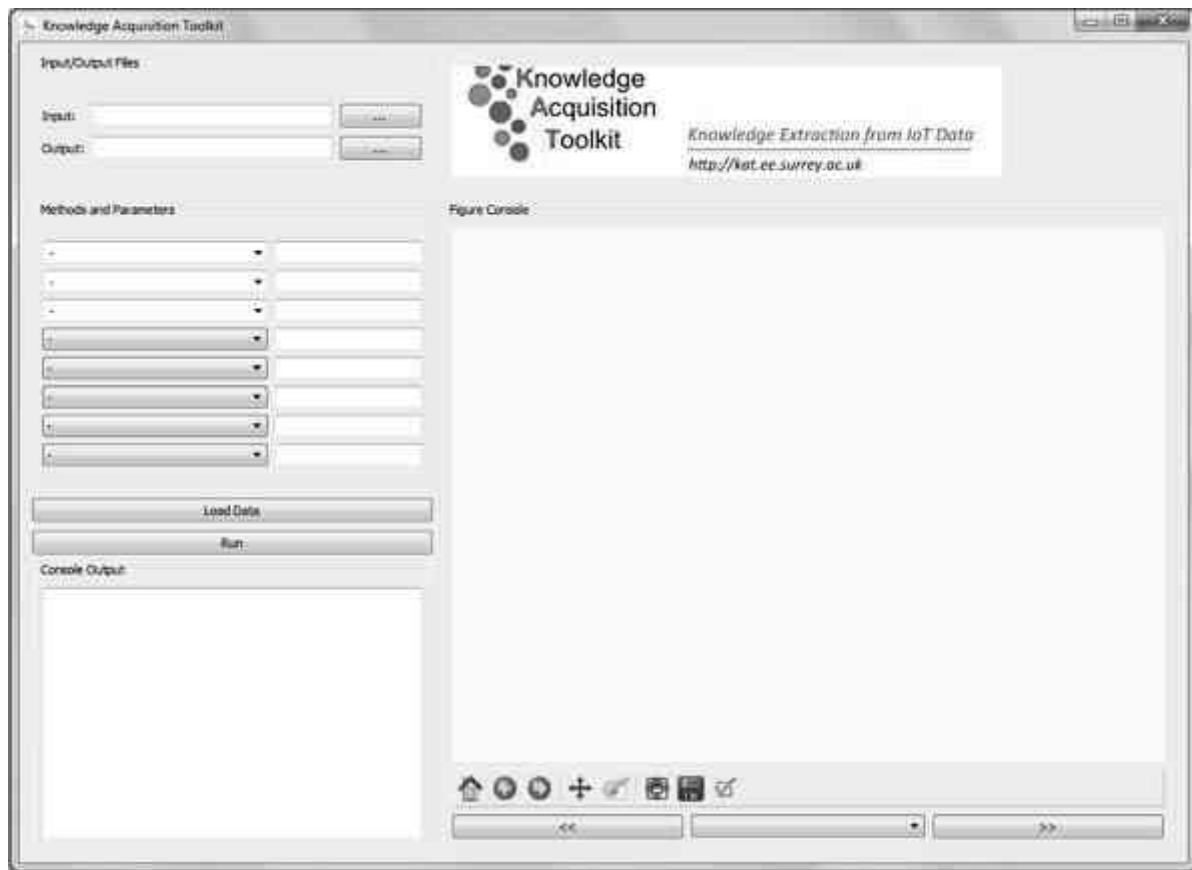 Knowledge Acquisition Toolkit
Input/Output Files
Input:
...
Output:
...
Knowledge
Acquisition
Toolkit
Knowledge Extraction from IoT Data
http://kat.ee.surrey.ac.uk
Methods and Parameters
-
-
-
-
-
-
-
-
Load Data
Run
Console Output
Figure Console
<<
>>